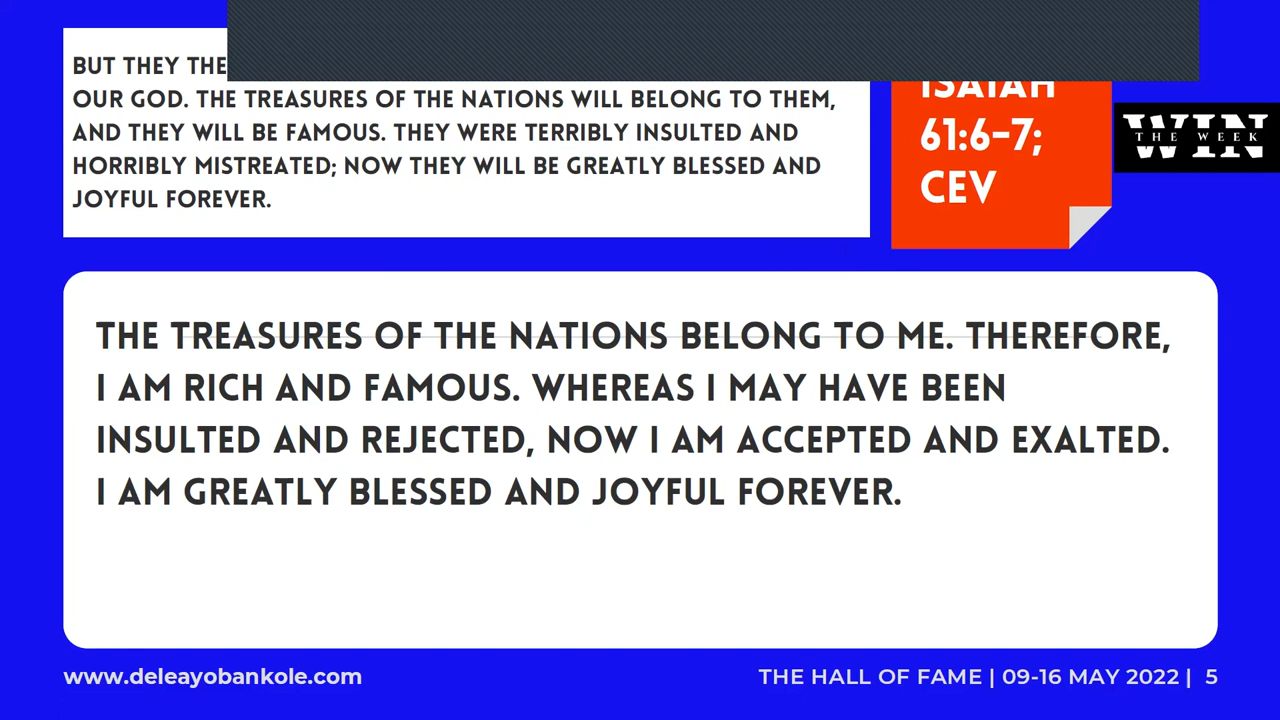 BUT THEY THE
OUR GOD. THE TREASURES OF THE NATIONS WILL BELONG TO THEM,
AND THEY WILL BE FAMOUS. THEY WERE TERRIBLY INSULTED AND
HORRIBLY MISTREATED; NOW THEY WILL BE GREATLY BLESSED AND
JOYFUL FOREVER.
ISAIAH
61:6-7;
CEV
WIN
THE WEEK
THE TREASURES OF THE NATIONS BELONG TO ME. THEREFORE,
I AM RICH AND FAMOUS. WHEREAS I MAY HAVE BEEN
INSULTED AND REJECTED, NOW I AM ACCEPTED AND EXALTED.
I AM GREATLY BLESSED AND JOYFUL FOREVER.
www.deleayobankole.com
THE HALL OF FAME | 09-16 MAY 2022 | 5